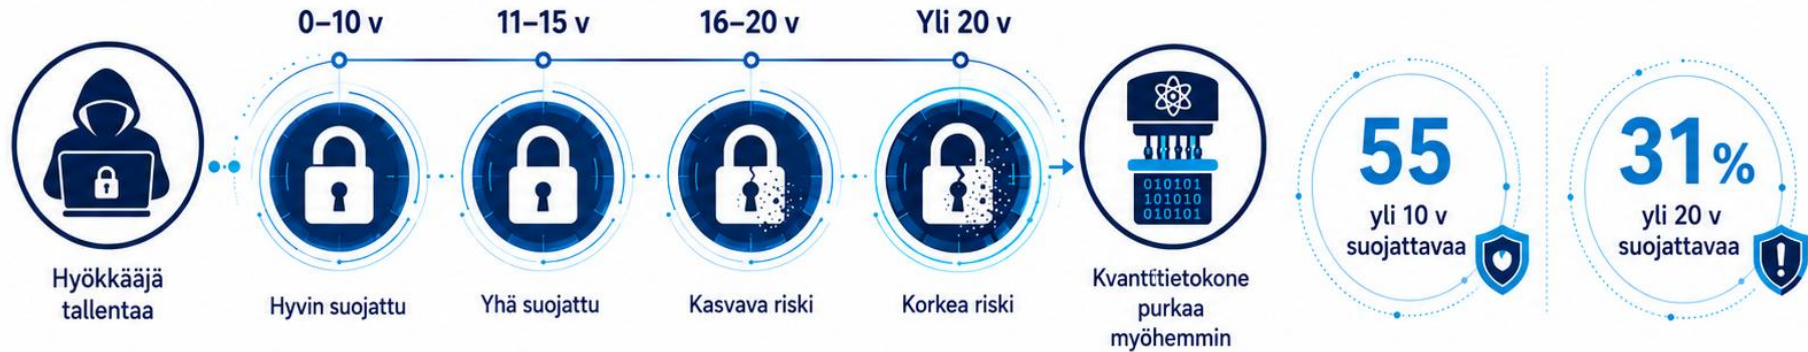 0–10 v
11–15 v
16–20 v
Yli 20 v
Hyökkääjä
tallentaa
Hyvin suojattu
Yhä suojattu
Kasvava riski
Korkea riski
010101
101010
010101
Kvantttietokone
purkaa
myöhemmin
55
yli 10 v
suojattavaa
31%
yli 20 v
suojattavaa
!